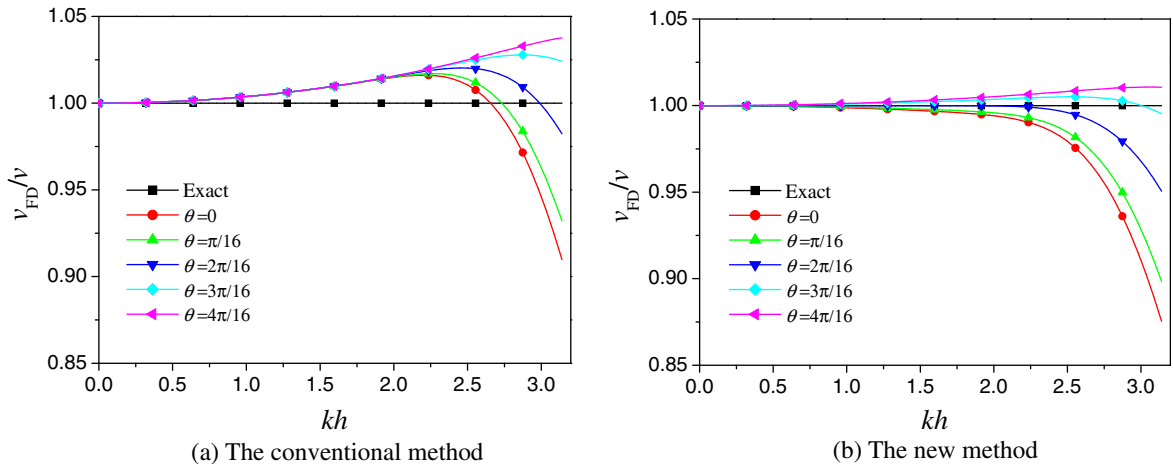 1.05
1.00
0.95
0.90
0.85
v_FD/v
Exact
θ=0
θ=π/16
θ=2π/16
θ=3π/16
θ=4π/16
0.0 0.5 1.0 1.5 2.0 2.5 3.0
kh
(a) The conventional method
1.05
1.00
0.95
0.90
0.85
v_FD/v
Exact
θ=0
θ=π/16
θ=2π/16
θ=3π/16
θ=4π/16
0.0 0.5 1.0 1.5 2.0 2.5 3.0
kh
(b) The new method